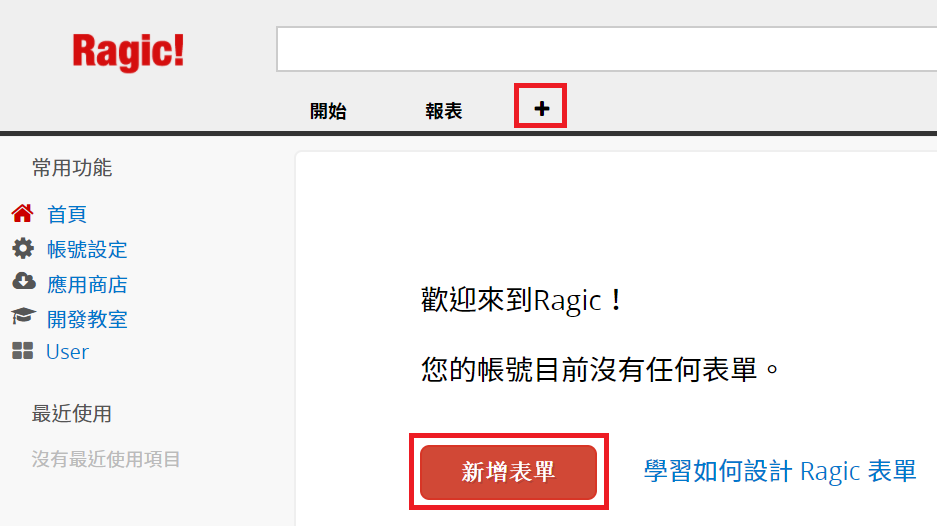 Ragic!
開始 報表 +
常用功能
首頁
帳號設定
應用商店
開發教室
User
最近使用
沒有最近使用項目
歡迎來到Ragic！
您的帳號目前沒有任何表單。
新增表單 學習如何設計 Ragic 表單